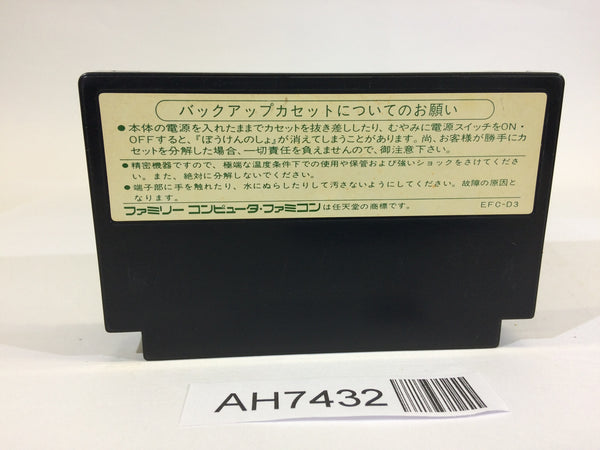 バックアップカセットについてのお願い
●本体の電源を入れたままでカセットを抜き差ししたり、むやみに電源スイッチをON・
OFFすると、『ぼうけんのしょ』が消えてしまうことがあります。尚、お客様が勝手にカ
セットを分解した場合、一切責任を負えませんので、御注意下さい。
●精密機器ですので、極端な温度条件下での使用や保管および強いショックをさけてくださ
い。また、絶対に分解しないでください。
●端子部に手を触れたり、水にぬらしたりして汚さないようにしてください。故障の原因と
なります。
ファミリーコンピュータ・ファミコンは任天堂の商標です。 EFC-D3
AH7432